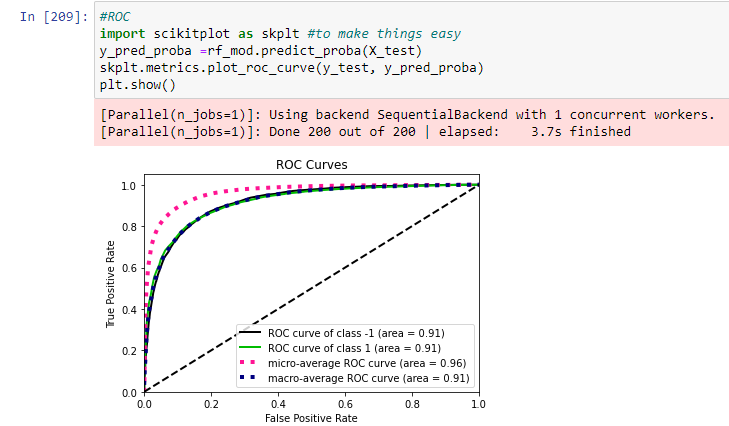 In [209]:
#ROC
import scikitplot as skplt #to make things easy
y_pred_proba =rf_mod.predict_proba(X_test)
skplt.metrics.plot_roc_curve(y_test, y_pred_proba)
plt.show()
[Parallel(n_jobs=1)]: Using backend SequentialBackend with 1 concurrent workers.
[Parallel(n_jobs=1)]: Done 200 out of 200 | elapsed:    3.7s finished
ROC Curves
True Positive Rate
1.0
0.8
0.6
0.4
0.2
0.0
ROC curve of class -1 (area = 0.91)
ROC curve of class 1 (area = 0.91)
micro-average ROC curve (area = 0.96)
macro-average ROC curve (area = 0.91)
0.0 0.2 0.4 0.6 0.8 1.0
False Positive Rate